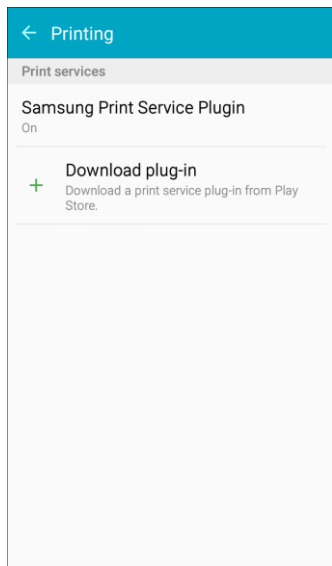 Printing
Print services
Samsung Print Service Plugin
On
Download plug-in
Download a print service plug-in from Play
Store.